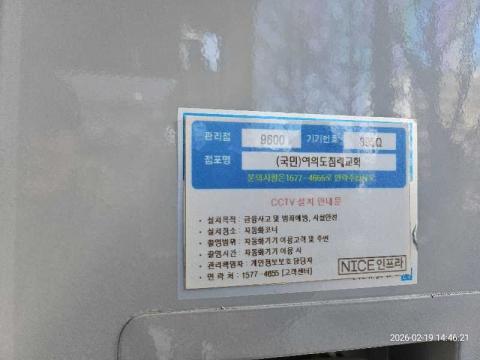 관리점 9600 기기번호
점포명 (국민)여의도침례교회
문의사항은1577-4655로 연락주십시오
CCTV 설치 안내문
· 설치목적 : 금융사고 및 범죄예방, 시설안전
· 설치장소 : 자동화코너
· 촬영범위 : 자동화기기 이용고객 및 주변
· 촬영시간 : 자동화기기 이용 시
· 관리책임자 : 개인정보보호 담당자
· 연 락 처 : 1577-4655 [고객센터]
NICE인프라
2026-02-19 14:46:21